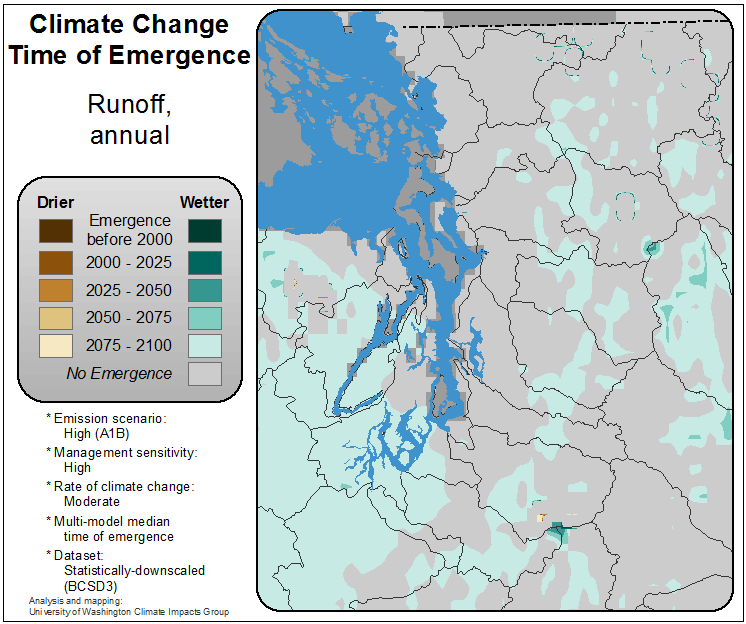 Climate Change
Time of Emergence
Runoff,
annual
Drier Wetter
Emergence
before 2000
2000 - 2025
2025 - 2050
2050 - 2075
2075 - 2100
No Emergence
* Emission scenario:
High (A1B)
* Management sensitivity:
High
* Rate of climate change:
Moderate
* Multi-model median
time of emergence
* Dataset:
Statistically-downscaled
(BCSD3)
Analysis and mapping:
University of Washington Climate Impacts Group